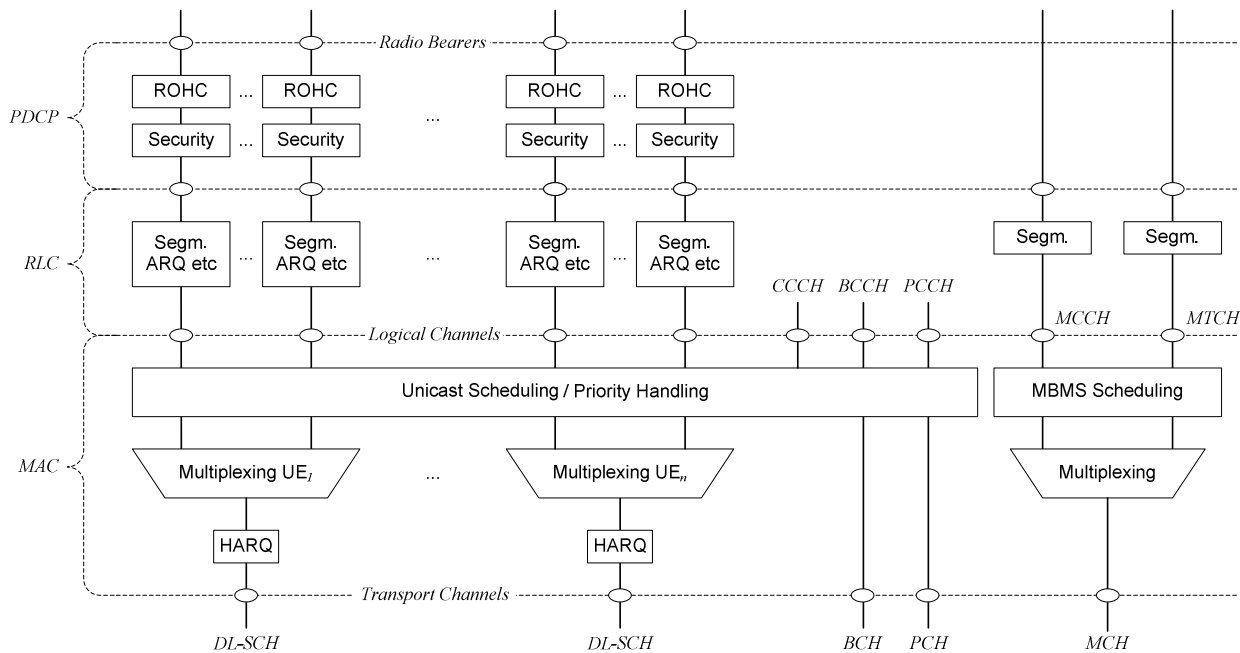 Radio Bearers
ROHC ... ROHC ROHC ... ROHC
PDCP
...
Security ... Security Security ... Security
Segm. Segm. Segm. Segm. Segm. Segm.
ARQ etc ... ARQ etc ... ARQ etc ... ARQ etc
RLC
CCCH BCCH PCCH
MCCH MTCH
Logical Channels
Unicast Scheduling / Priority Handling MBMS Scheduling
MAC
Multiplexing UE1 ... Multiplexing UEn Multiplexing
HARQ HARQ
Transport Channels
DL-SCH DL-SCH BCH PCH MCH